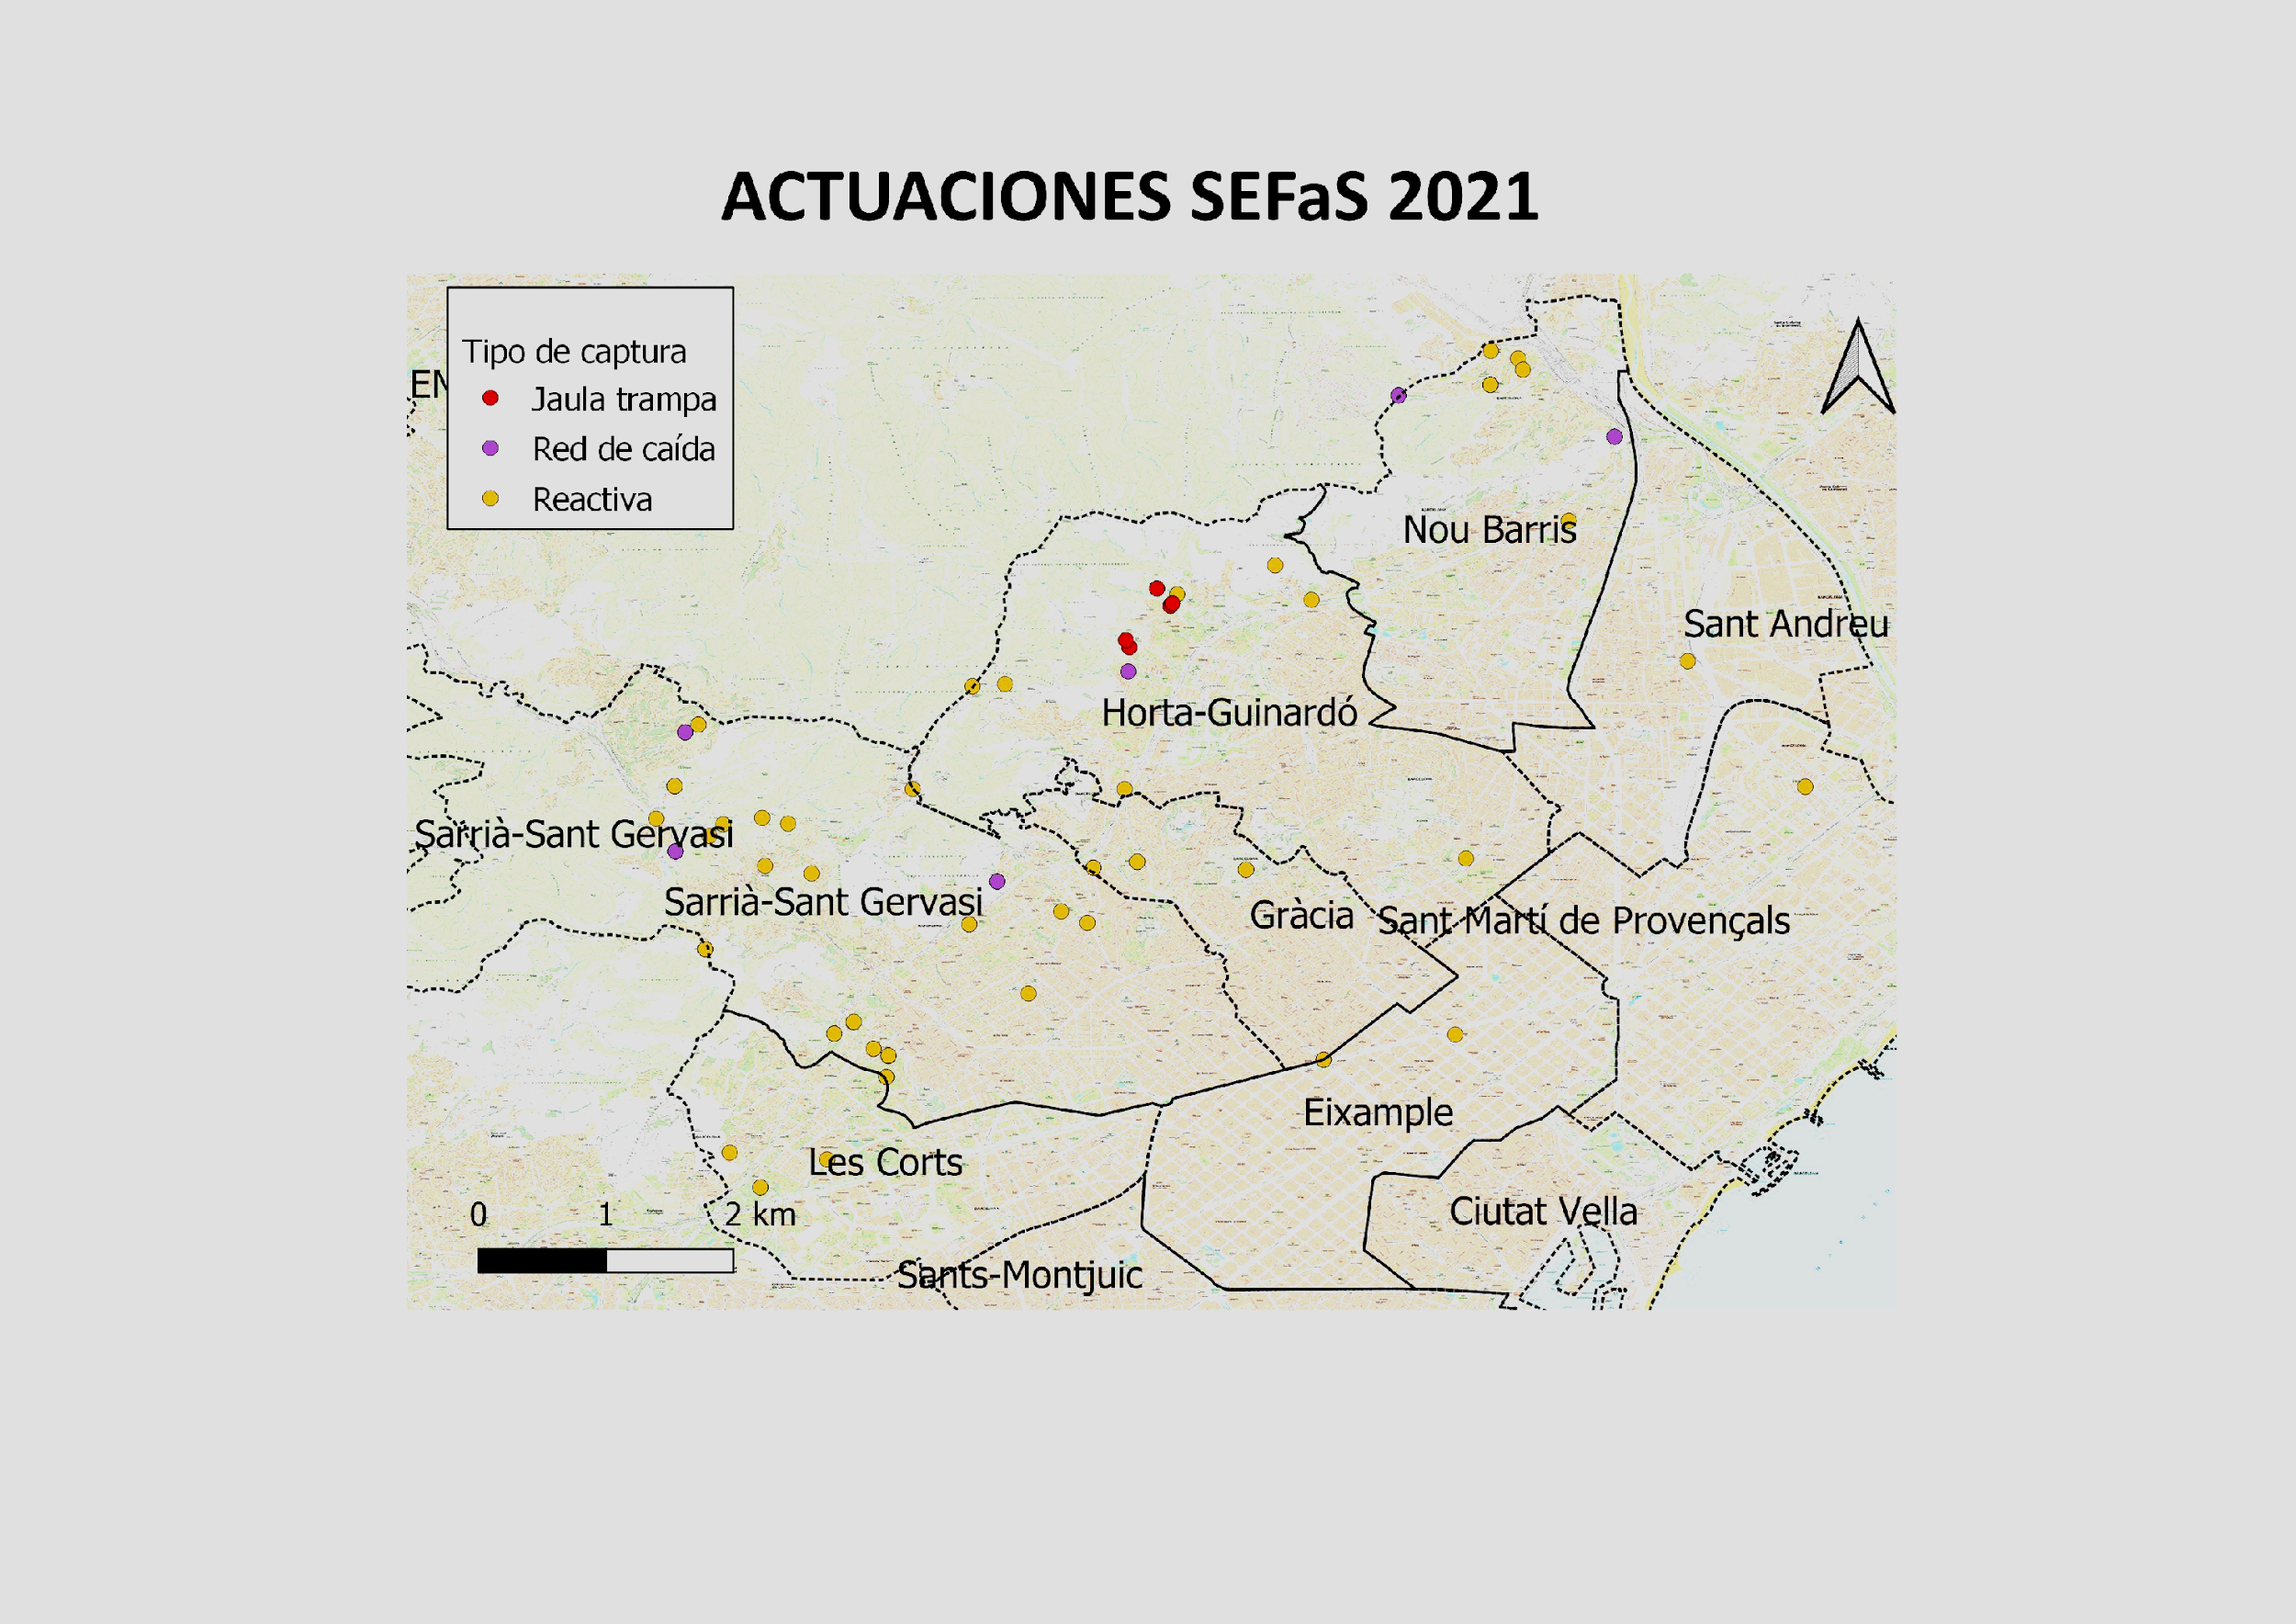 ACTUACIONES SEFaS 2021
Tipo de captura
EN
Jaula trampa
Red de caída
Reactiva
Nou Barris
Sant Andreu
Horta-Guinardó
Sarrià-Sant Gervasi
Sarrià-Sant Gervasi
Gràcia
Sant Martí de Provençals
Eixample
Les Corts
Ciutat Vella
0 1 2 km
Sants-Montjuic